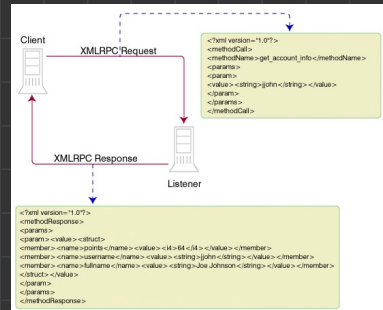 Client
XMLRPC Request
<?xml version="1.0"?>
<methodCall>
<methodName>get_account_info</methodName>
<params>
<param>
<value><string>jjohn</string></value>
</param>
</params>
</methodCall>
XMLRPC Response
Listener
<?xml version="1.0"?>
<methodResponse>
<params>
<param><value><struct>
<member><name>points</name><value><i4>64</i4></value></member>
<member><name>username</name><value><string>jjohn</string></value></member>
<member><name>fullname</name><value><string>Joe Johnson</string></value></member>
</struct></value>
</param>
</params>
</methodResponse>